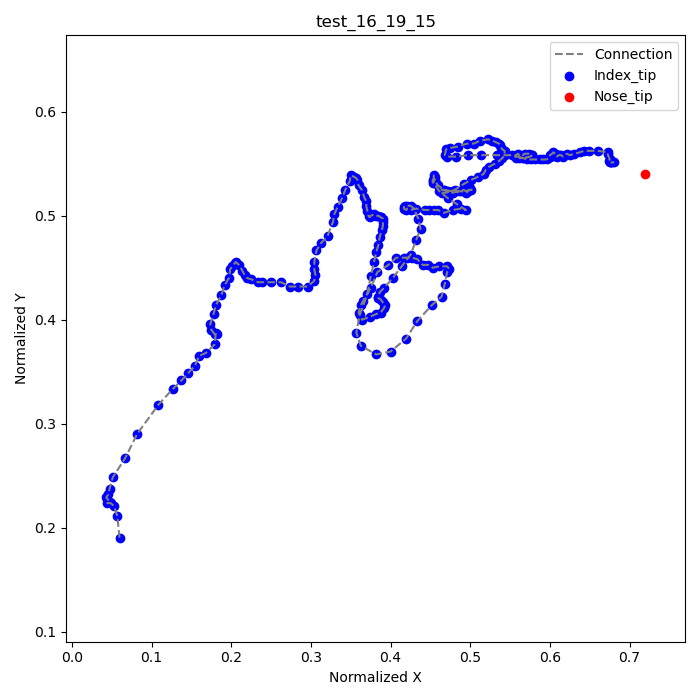 test_16_19_15
Connection
Index_tip
Nose_tip
Normalized Y
0.6
0.5
0.4
0.3
0.2
0.1
0.0 0.1 0.2 0.3 0.4 0.5 0.6 0.7
Normalized X